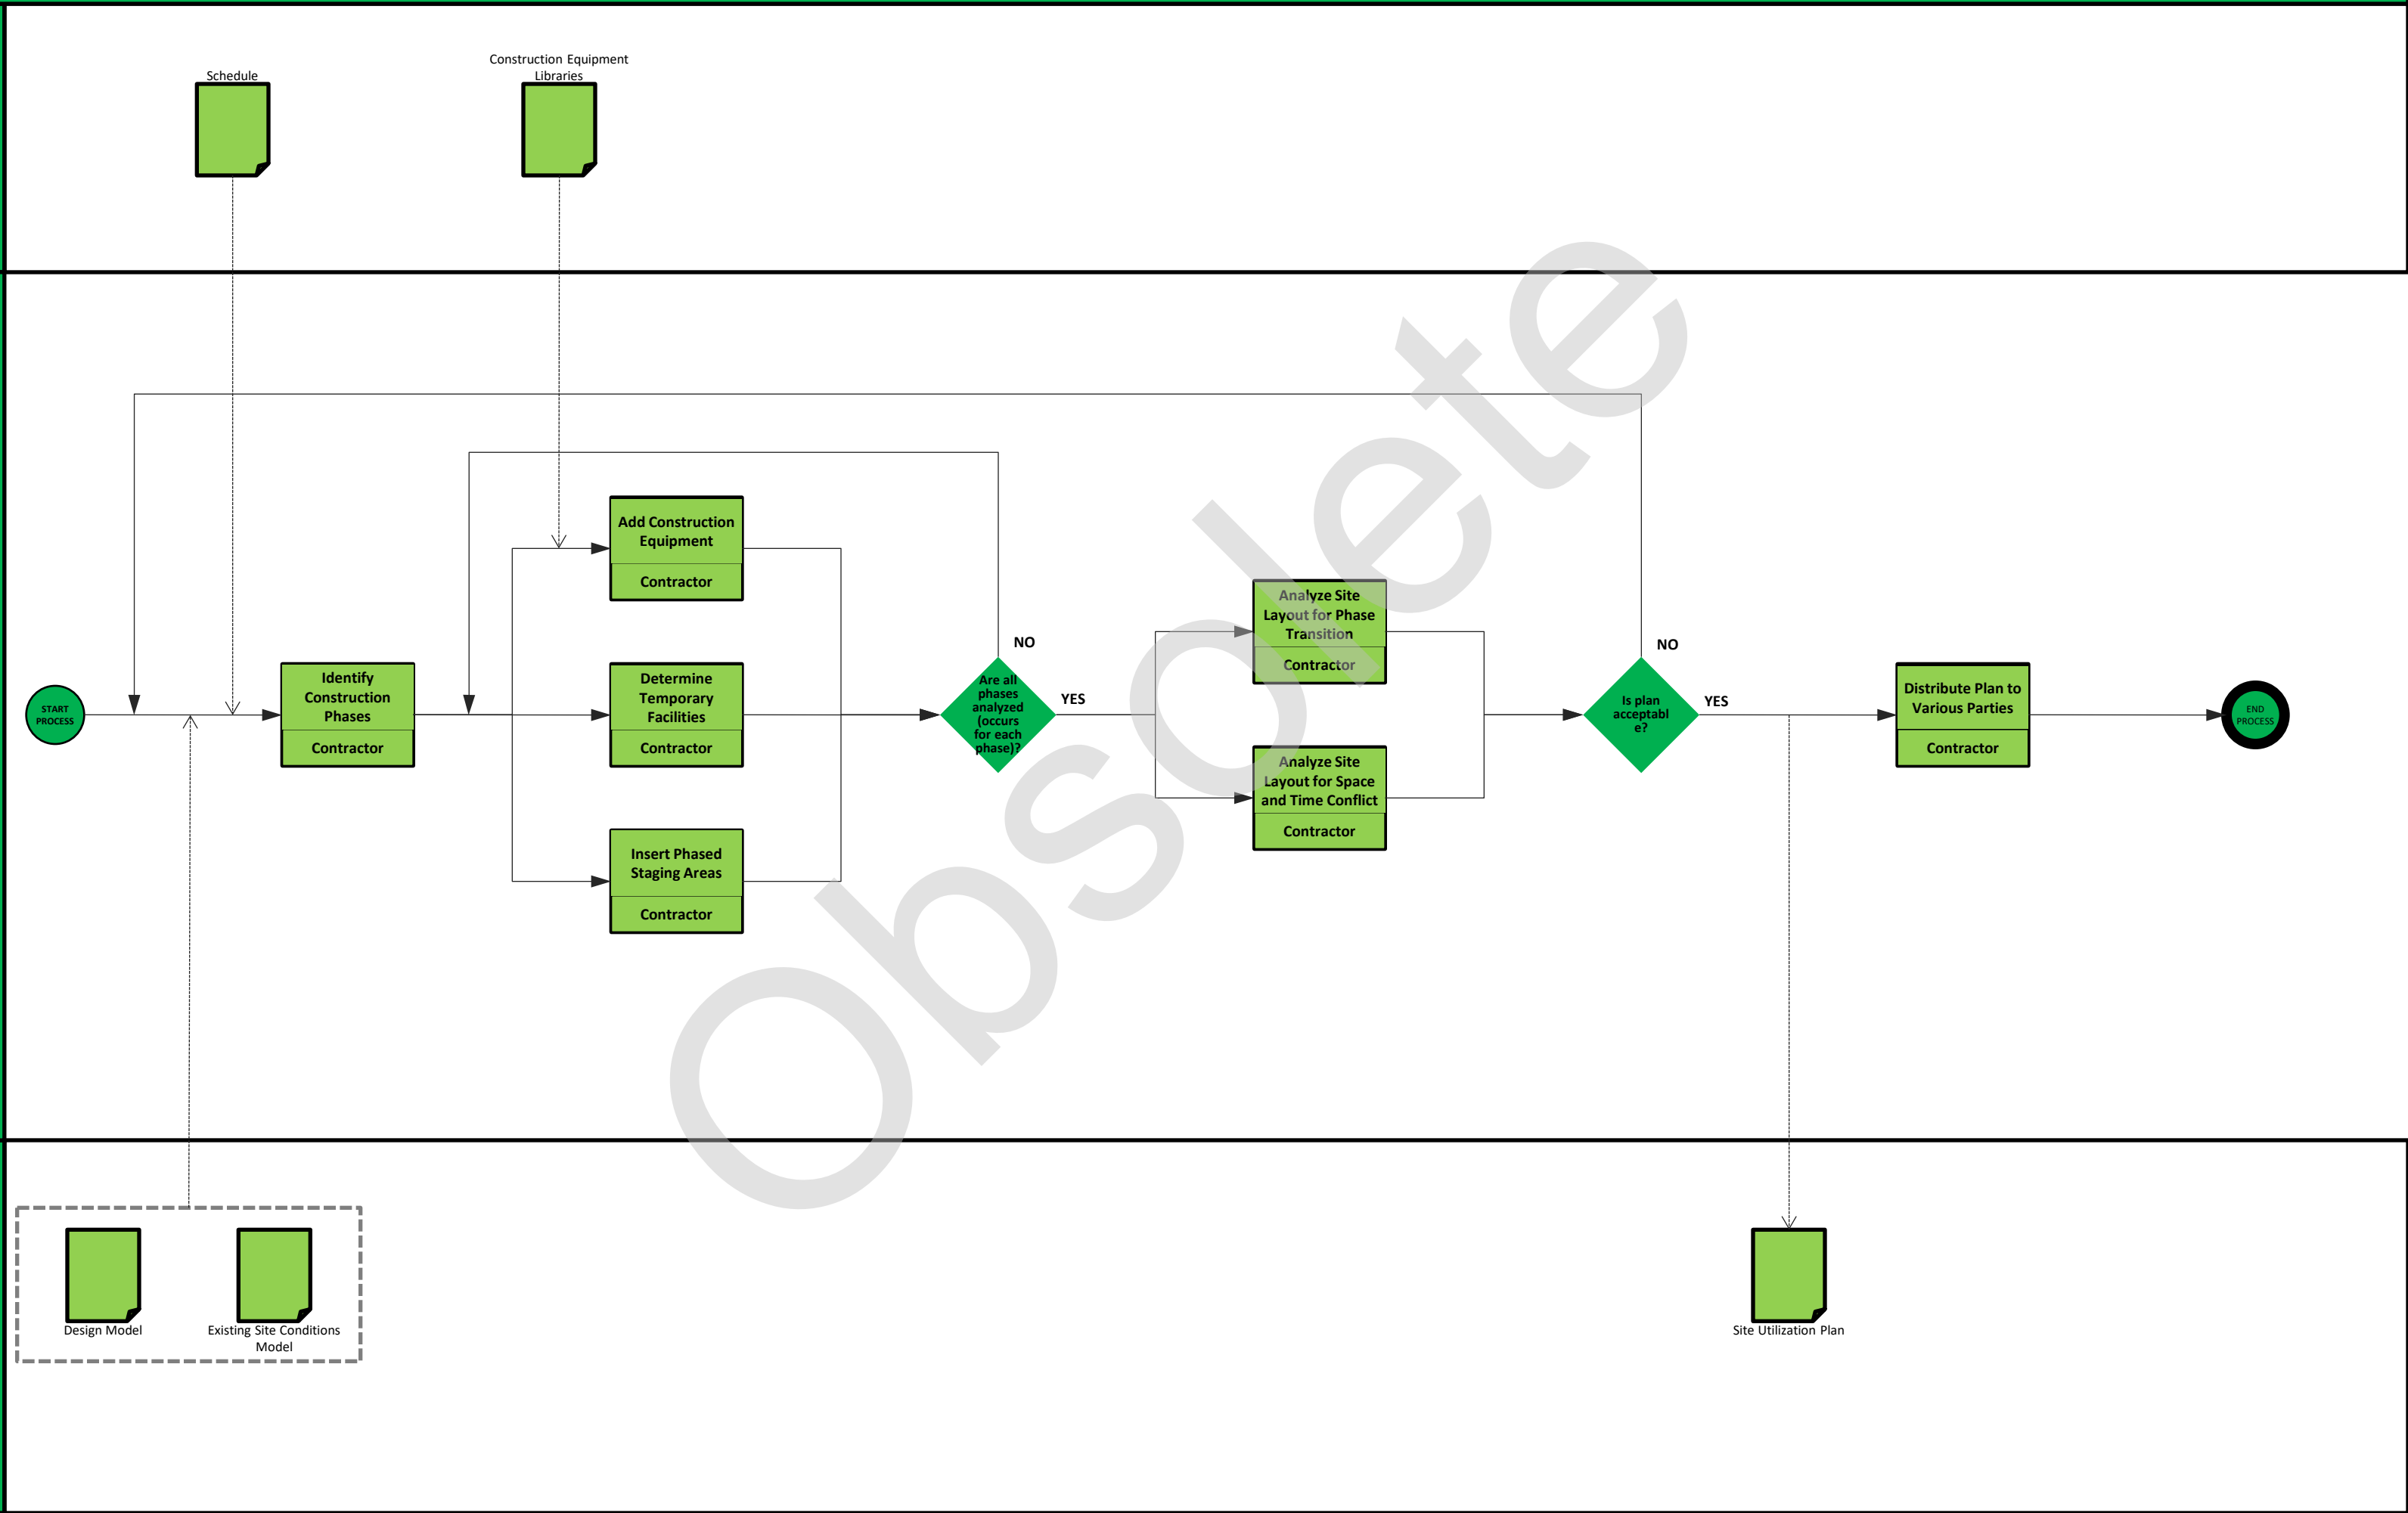 Construction Equipment
Libraries
Schedule
Add Construction
Equipment
Contractor
Analyze Site
Layout for Phase
Transition
Contractor
NO
NO
START
PROCESS
Identify
Construction
Phases
Contractor
Determine
Temporary
Facilities
Contractor
Are all
phases
analyzed
(occurs
for each
phase)?
YES
Analyze Site
Layout for Space
and Time Conflict
Contractor
Is plan
acceptabl
e?
YES
Distribute Plan to
Various Parties
Contractor
END
PROCESS
Insert Phased
Staging Areas
Contractor
Obsolete
Design Model
Existing Site Conditions
Model
Site Utilization Plan